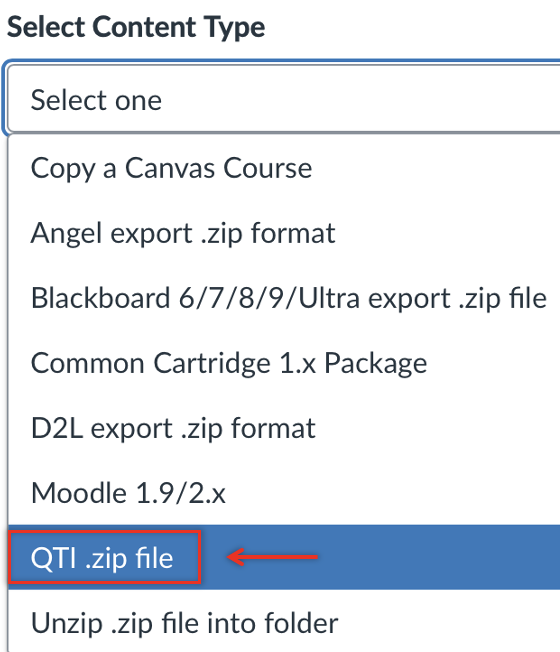 Select Content Type
Select one
Copy a Canvas Course
Angel export .zip format
Blackboard 6/7/8/9/Ultra export .zip file
Common Cartridge 1.x Package
D2L export .zip format
Moodle 1.9/2.x
QTI .zip file
Unzip .zip file into folder